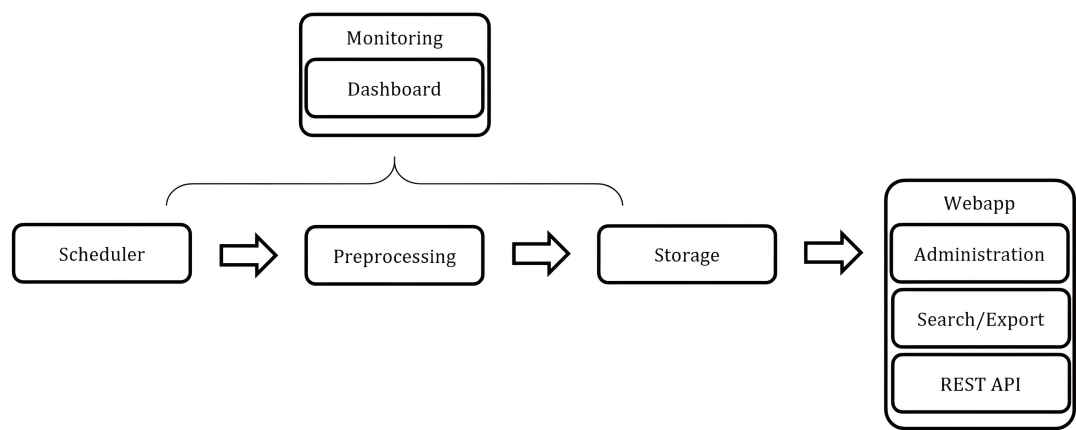 Monitoring
Dashboard
Scheduler
Preprocessing
Storage
Webapp
Administration
Search/Export
REST API